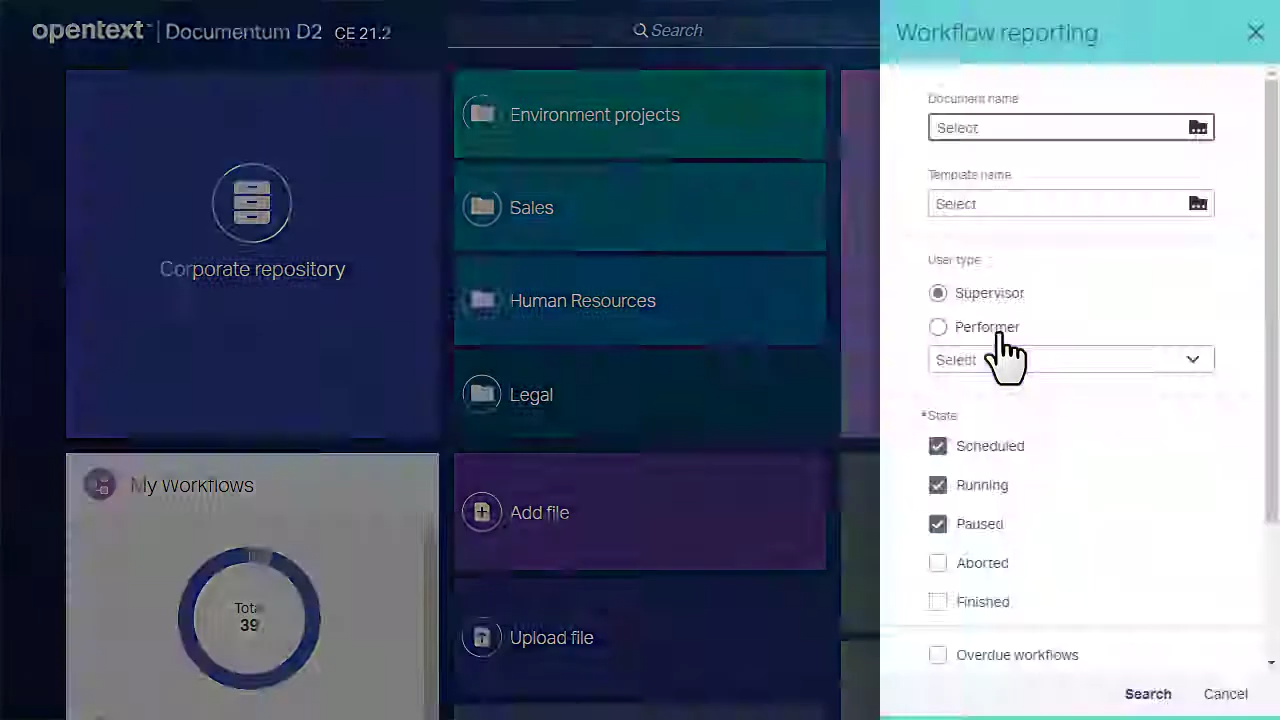 opentext™ | Documentum D2 CE 21.2
Search
Corporate repository
Environment projects
Sales
Human Resources
Legal
My Workflows
Total
39
Add file
Upload file
Workflow reporting
Document name
Select
Template name
Select
User type
Supervisor
Performer
Select
*State
Scheduled
Running
Paused
Aborted
Finished
Overdue workflows
Search Cancel